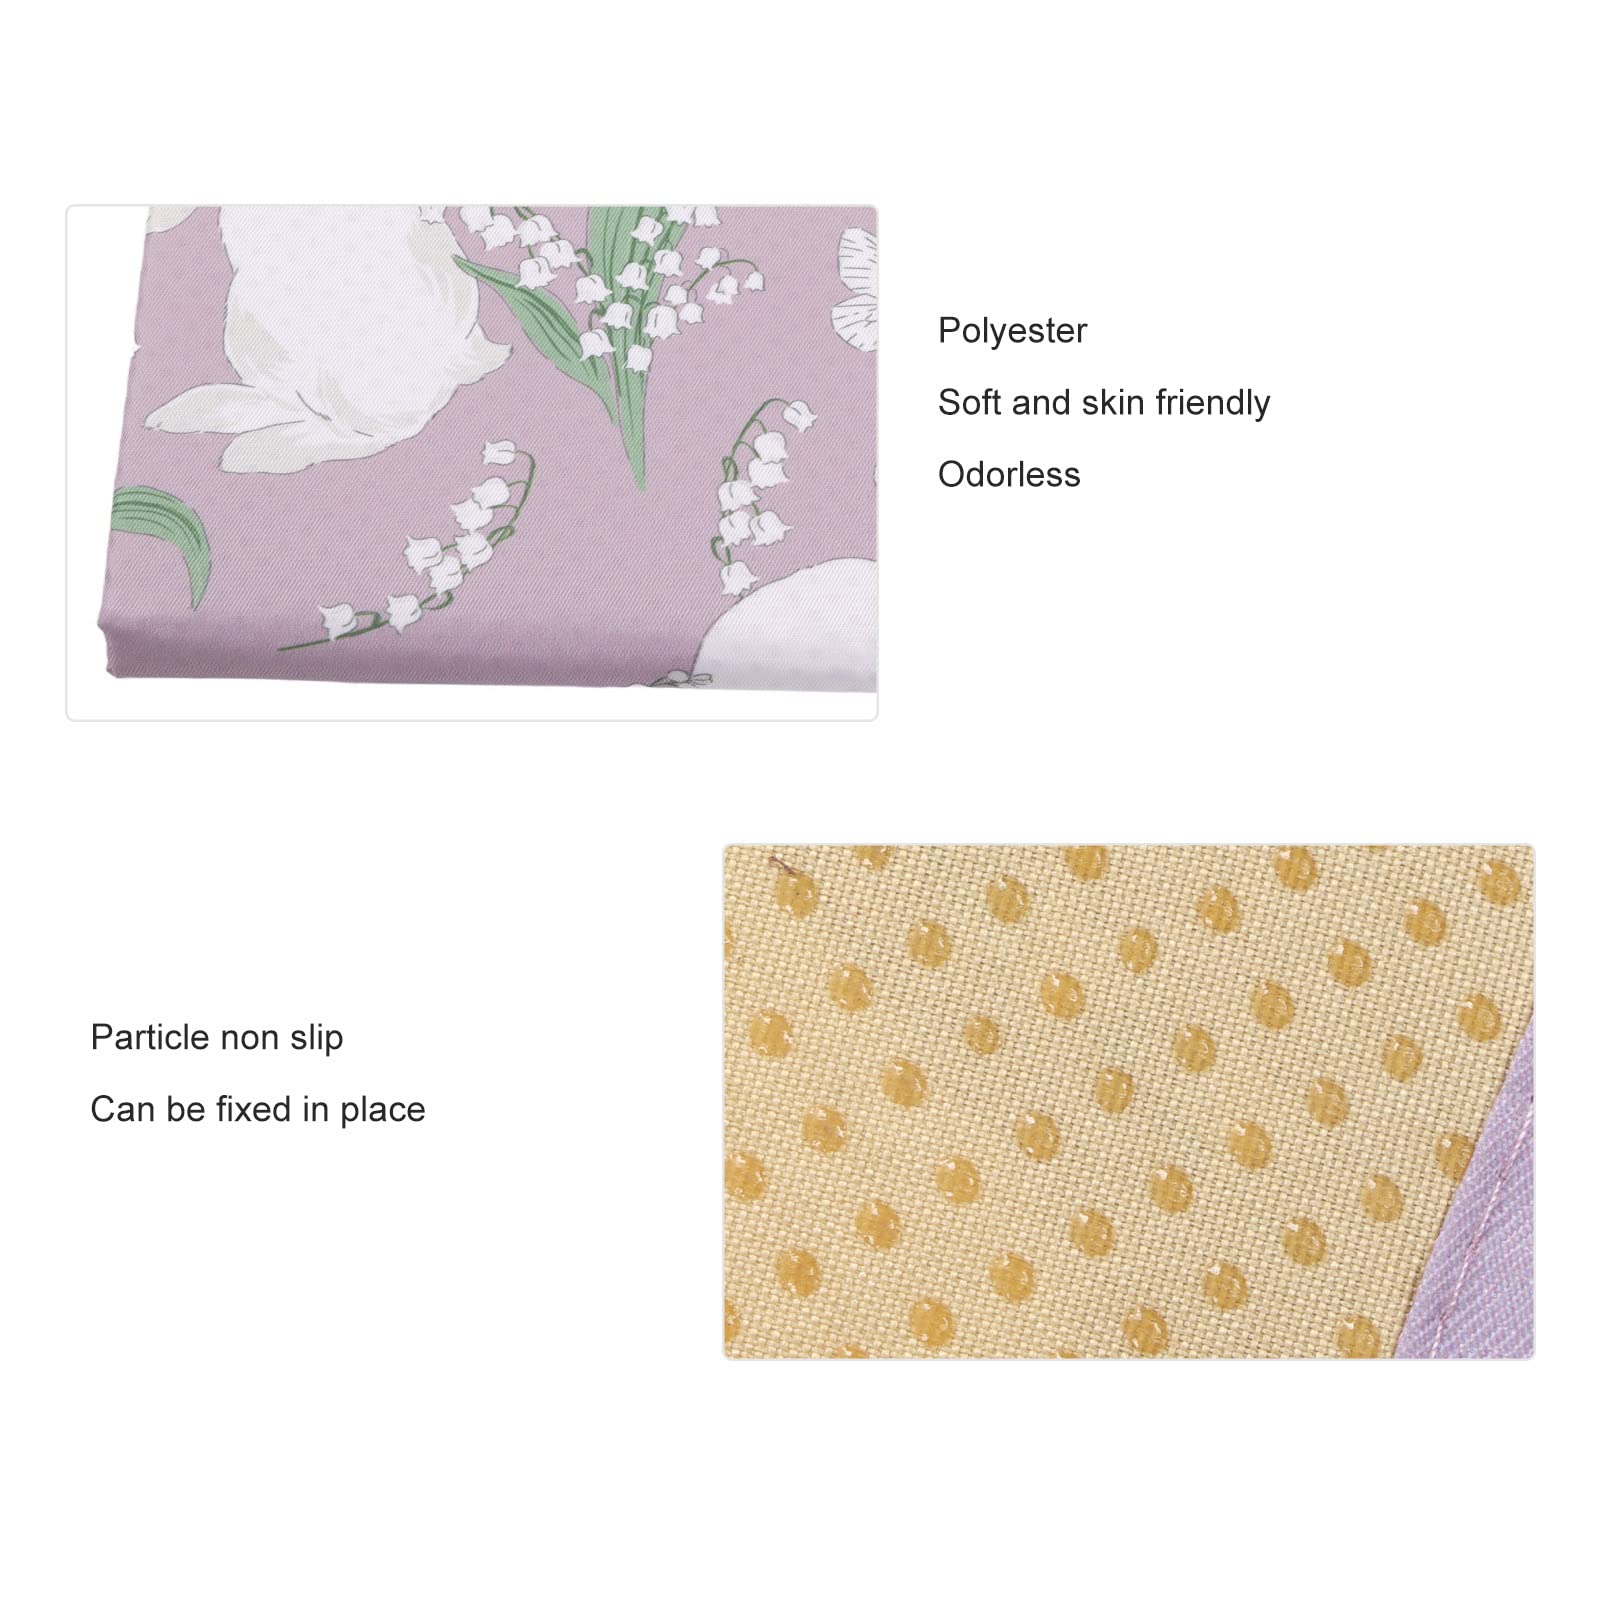 Polyester
Soft and skin friendly
Odorless
Particle non slip
Can be fixed in place